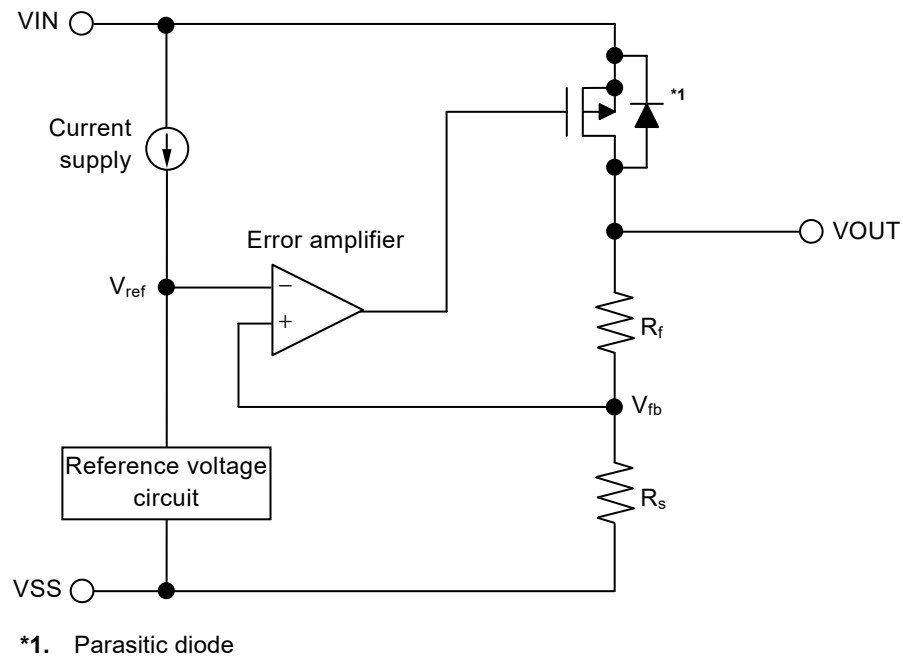 VIN
*1
Current
supply
Error amplifier
VOUT
Vref
−
+
Rf
Vfb
Reference voltage
circuit
Rs
VSS
*1. Parasitic diode